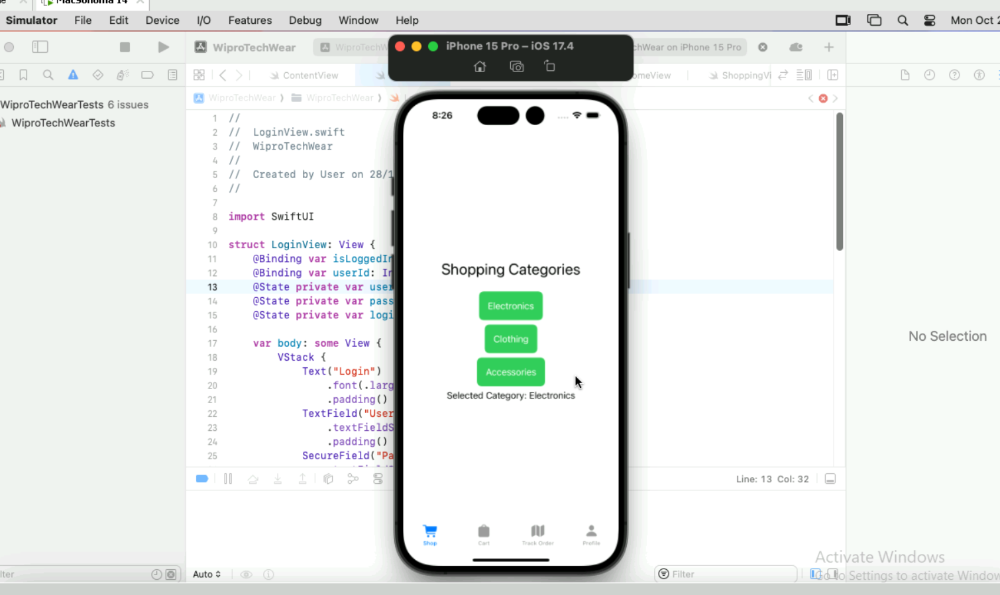 MacSonoma 14
Simulator File Edit Device I/O Features Debug Window Help Mon Oct 2
WiproTechWear
WiproTechW
iPhone 15 Pro – iOS 17.4
chWear on iPhone 15 Pro
ContentView
omeView
ShoppingVi
WiproTechWearTests 6 issues
WiproTechWearTests
WiproTechWear ⟩ WiproTechWear ⟩
1 //
2 // LoginView.swift
3 // WiproTechWear
4 //
5 // Created by User on 28/1
6 //
7
8 import SwiftUI
9
10 struct LoginView: View {
11 @Binding var isLoggedIn
12 @Binding var userId: In
13 @State private var user
14 @State private var pass
15 @State private var logi
16
17 var body: some View {
18 VStack {
19 Text("Login")
20 .font(.larg
21 .padding()
22 TextField("User
23 .textFieldS
24 .padding()
25 SecureField("Pa
8:26
Shopping Categories
Electronics
Clothing
Accessories
Selected Category: Electronics
Shop Cart Track Order Profile
No Selection
Line: 13 Col: 32
lter
Auto
Filter
Activate Windows
Go to Settings to activate Window